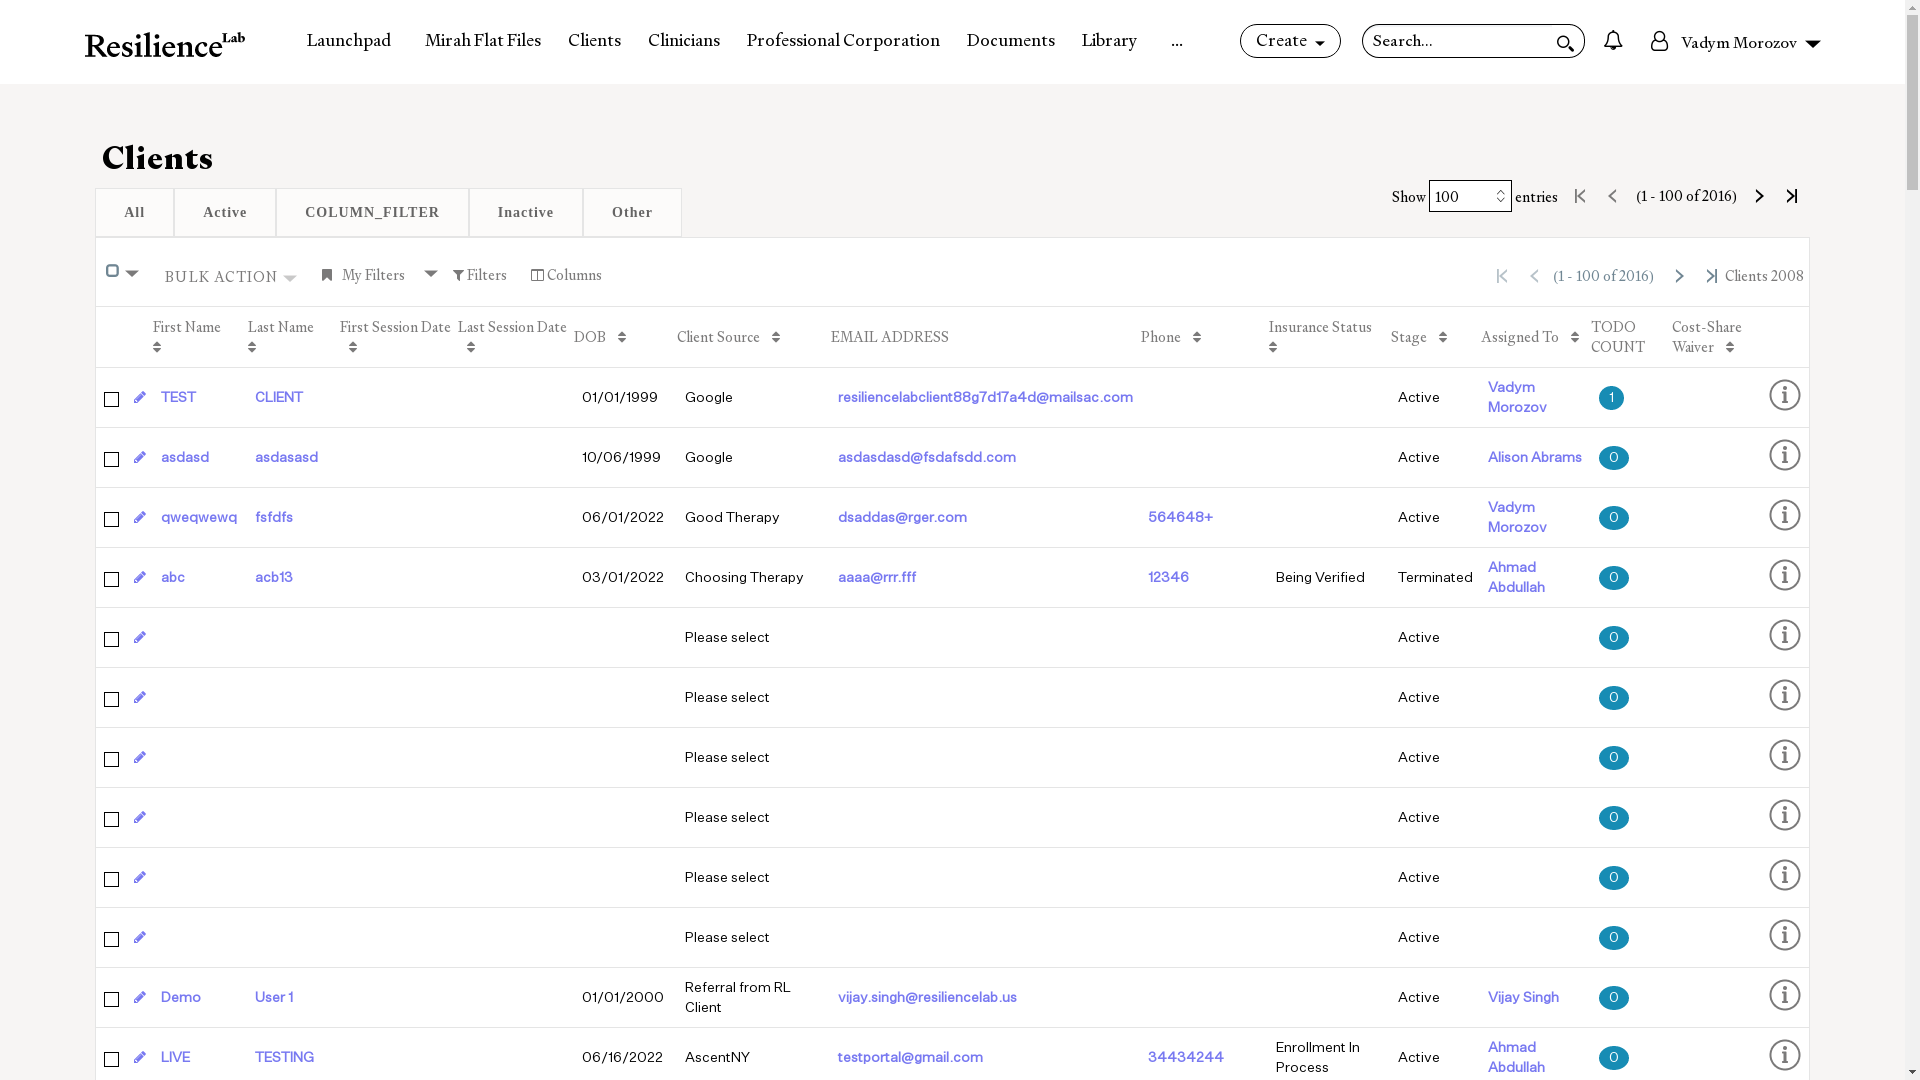 ResilienceLab Launchpad Mirah Flat Files Clients Clinicians Professional Corporation Documents Library ... Create Search... Vadym Morozov
Clients
All Active COLUMN_FILTER Inactive Other Show 100 entries (1 - 100 of 2016)
BULK ACTION My Filters Filters Columns (1 - 100 of 2016) Clients 2008
First Name Last Name First Session Date Last Session Date DOB Client Source EMAIL ADDRESS Phone Insurance Status Stage Assigned To TODO COUNT Cost-Share Waiver
TEST CLIENT 01/01/1999 Google resiliencelabclient88g7d17a4d@mailsac.com Active Vadym Morozov 1
asdasd asdasasd 10/06/1999 Google asdasdasd@fsdafsdd.com Active Alison Abrams 0
qweqwewq fsfdfs 06/01/2022 Good Therapy dsaddas@rger.com 564648+ Active Vadym Morozov 0
abc acb13 03/01/2022 Choosing Therapy aaaa@rrr.fff 12346 Being Verified Terminated Ahmad Abdullah 0
Please select Active 0
Please select Active 0
Please select Active 0
Please select Active 0
Please select Active 0
Please select Active 0
Demo User 1 01/01/2000 Referral from RL Client vijay.singh@resiliencelab.us Active Vijay Singh 0
LIVE TESTING 06/16/2022 AscentNY testportal@gmail.com 34434244 Enrollment In Process Active Ahmad Abdullah 0